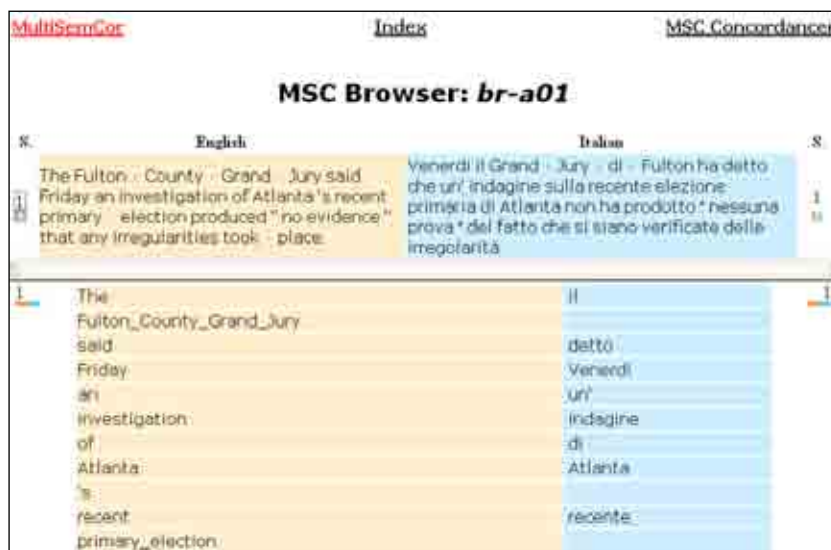 MultiSemCor Index MSC Concordancer
MSC Browser: br-a01
S. English Italian S.
The Fulton County Grand Jury said
Friday an investigation of Atlanta 's recent
primary election produced " no evidence "
that any irregularities took place.
Venerdì il Grand Jury di Fulton ha detto
che un' indagine sulla recente elezione
primaria di Atlanta non ha prodotto " nessuna
prova " del fatto che si siano verificate delle
irregolarità
1 1
1 The il 1
Fulton_County_Grand_Jury
said detto
Friday Venerdì
an un'
investigation indagine
of di
Atlanta Atlanta
's
recent recente
primary_election